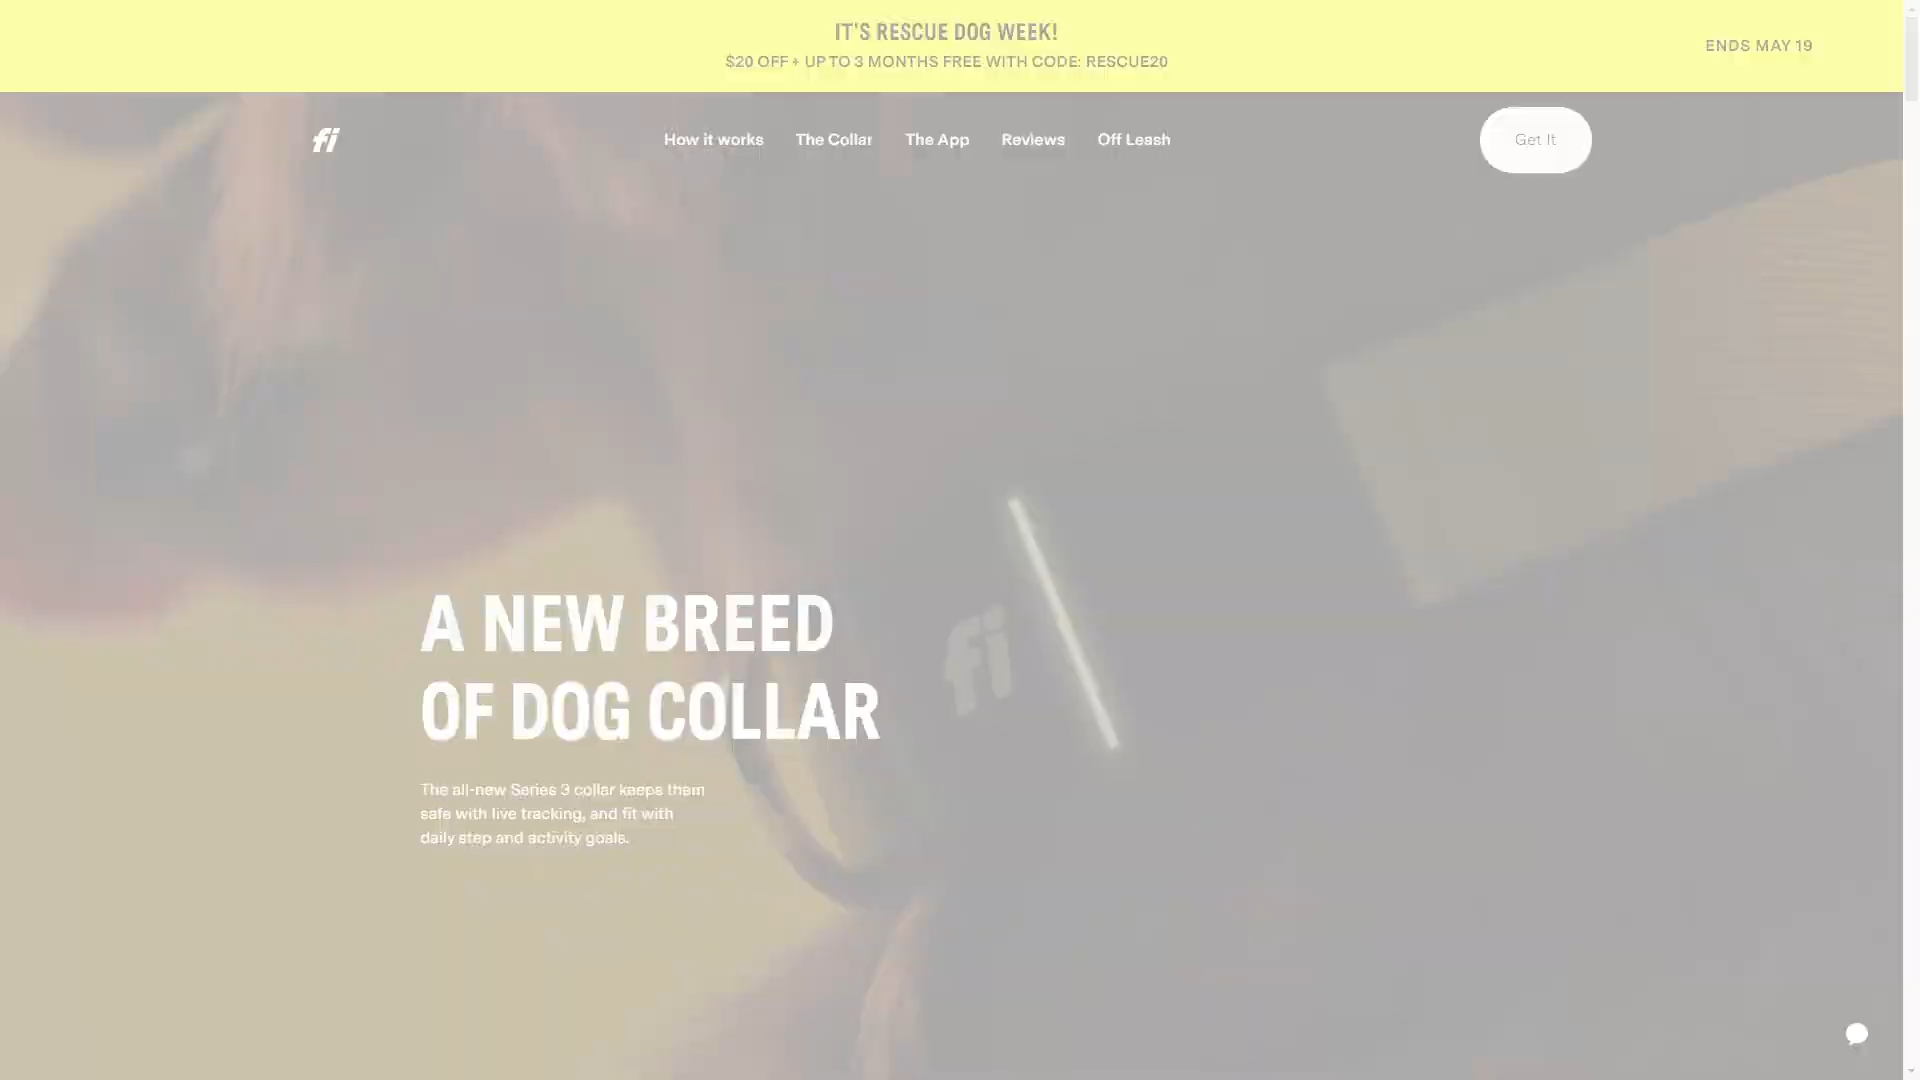 IT'S RESCUE DOG WEEK!
$20 OFF + UP TO 3 MONTHS FREE WITH CODE: RESCUE20
ENDS MAY 19
fi
How it works
The Collar
The App
Reviews
Off Leash
Get It
A NEW BREED
OF DOG COLLAR
fi
The all-new Series 3 collar keeps them
safe with live tracking, and fit with
daily step and activity goals.